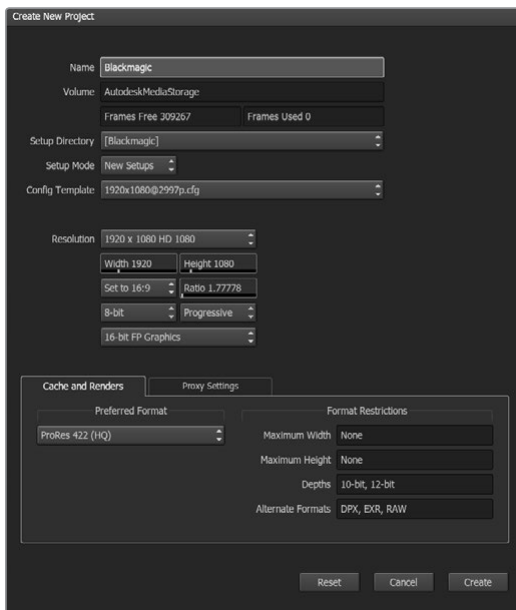 Create New Project
Name Blackmagic
Volume AutodeskMediaStorage
Frames Free 309267 Frames Used 0
Setup Directory [Blackmagic]
Setup Mode New Setups
Config Template 1920x1080@2997p.cfg
Resolution 1920 x 1080 HD 1080
Width 1920 Height 1080
Set to 16:9 Ratio 1.77778
8-bit Progressive
16-bit FP Graphics
Cache and Renders Proxy Settings
Preferred Format Format Restrictions
ProRes 422 (HQ) Maximum Width None
Maximum Height None
Depths 10-bit, 12-bit
Alternate Formats DPX, EXR, RAW
Reset Cancel Create